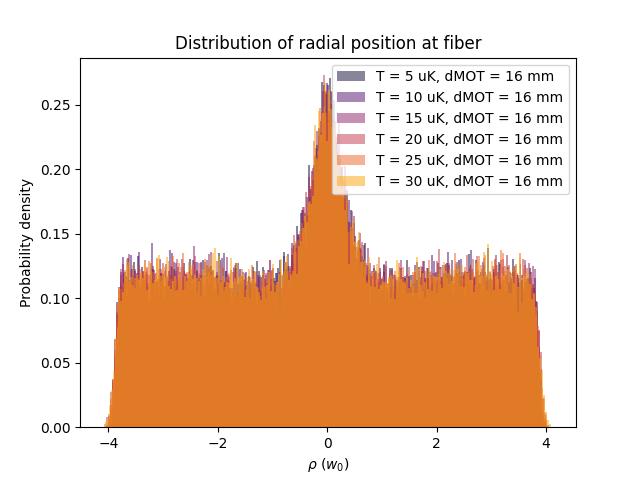 Distribution of radial position at fiber
T = 5 uK, dMOT = 16 mm
T = 10 uK, dMOT = 16 mm
T = 15 uK, dMOT = 16 mm
T = 20 uK, dMOT = 16 mm
T = 25 uK, dMOT = 16 mm
T = 30 uK, dMOT = 16 mm
Probability density
0.25
0.20
0.15
0.10
0.05
0.00
−4
−2
0
2
4
ρ (w₀)